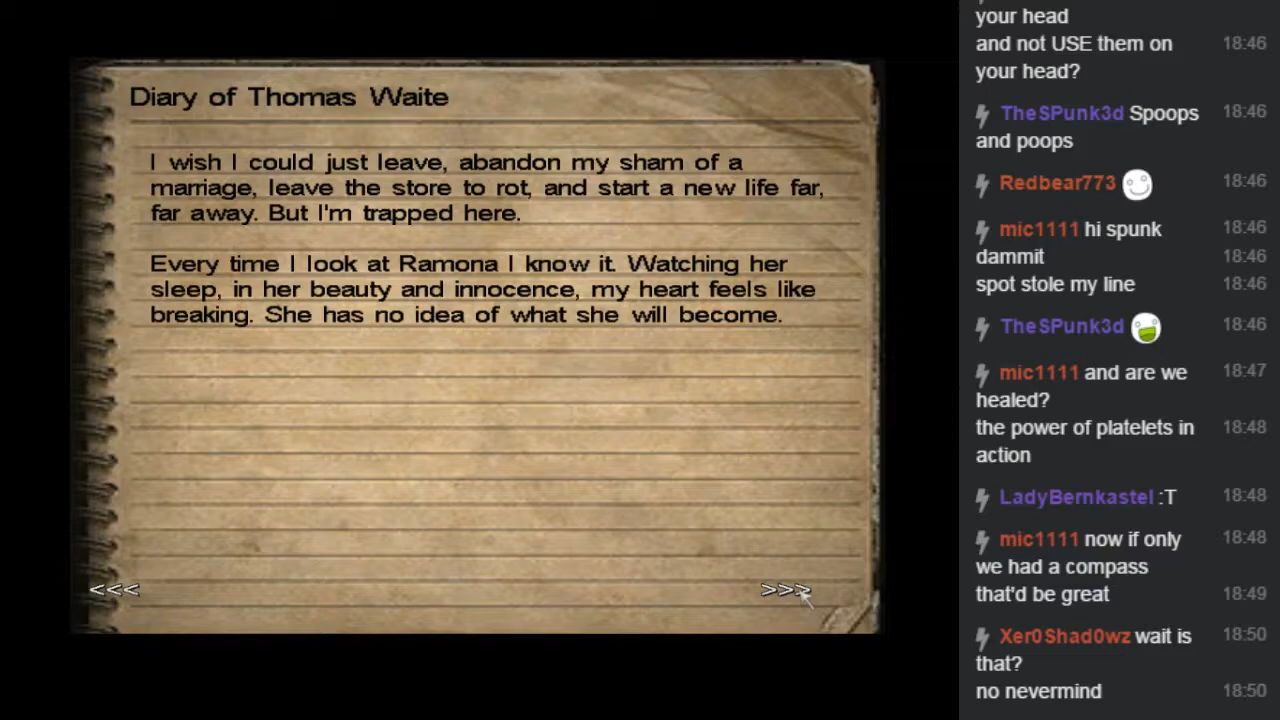 Diary of Thomas Waite
I wish I could just leave, abandon my sham of a
marriage, leave the store to rot, and start a new life far,
far away. But I'm trapped here.
Every time I look at Ramona I know it. Watching her
sleep, in her beauty and innocence, my heart feels like
breaking. She has no idea of what she will become.
<<<
>>>
your head
and not USE them on 18:46
your head?
TheSPunk3d Spoops 18:46
and poops
Redbear773 18:46
mic1111 hi spunk 18:46
dammit 18:46
spot stole my line 18:46
TheSPunk3d 18:46
mic1111 and are we 18:47
healed?
the power of platelets in 18:48
action
LadyBernkastel :T 18:48
mic1111 now if only 18:48
we had a compass
that'd be great 18:49
Xer0Shad0wz wait is 18:50
that?
no nevermind 18:50